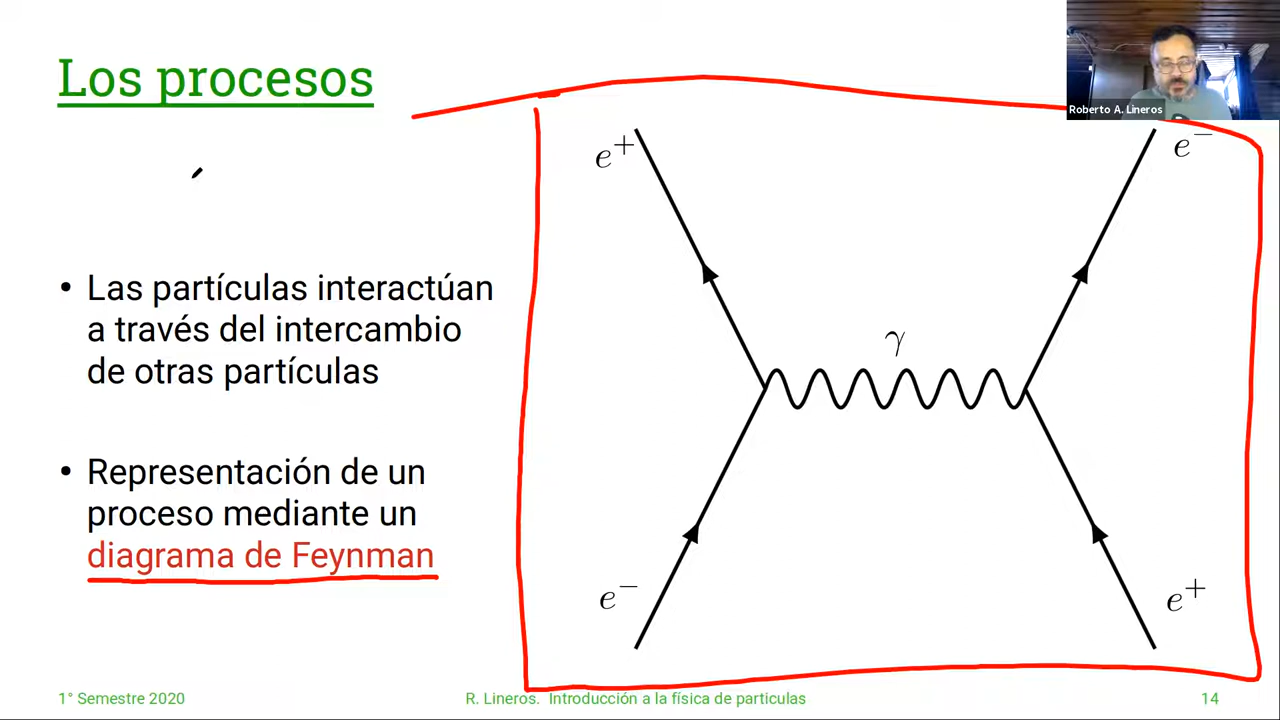 Los procesos
Roberto A. Lineros
e⁺
e⁻
• Las partículas interactúan
a través del intercambio
de otras partículas
γ
• Representación de un
proceso mediante un
diagrama de Feynman
e⁻
e⁺
1° Semestre 2020
R. Lineros. Introducción a la física de particulas
14